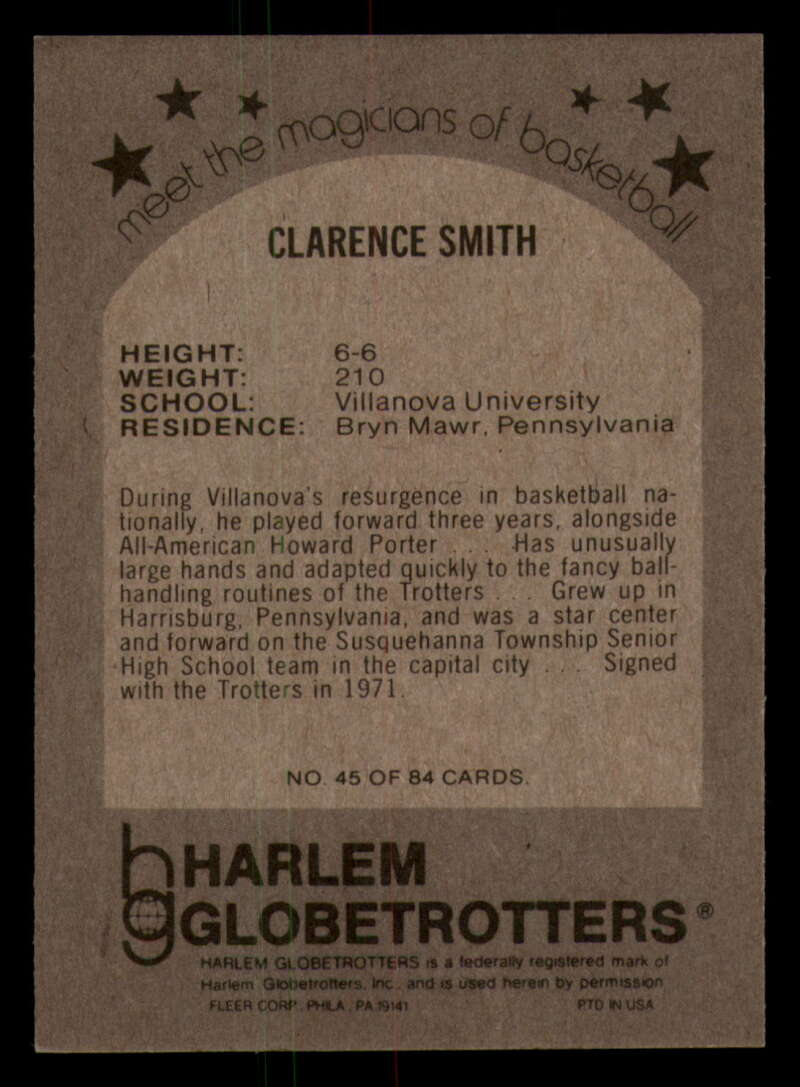 meet the magicians of basketball
CLARENCE SMITH
HEIGHT: 6-6
WEIGHT: 210
SCHOOL: Villanova University
RESIDENCE: Bryn Mawr, Pennsylvania
During Villanova's resurgence in basketball na-
tionally, he played forward three years, alongside
All-American Howard Porter . . . Has unusually
large hands and adapted quickly to the fancy ball-
handling routines of the Trotters . . . Grew up in
Harrisburg, Pennsylvania, and was a star center
and forward on the Susquehanna Township Senior
High School team in the capital city . . . Signed
with the Trotters in 1971.
NO. 45 OF 84 CARDS.
HARLEM
GLOBETROTTERS ®
HARLEM GLOBETROTTERS is a federally registered mark of
Harlem Globetrotters, Inc., and is used herein by permission
FLEER CORP., PHILA., PA 19141 PTD IN USA